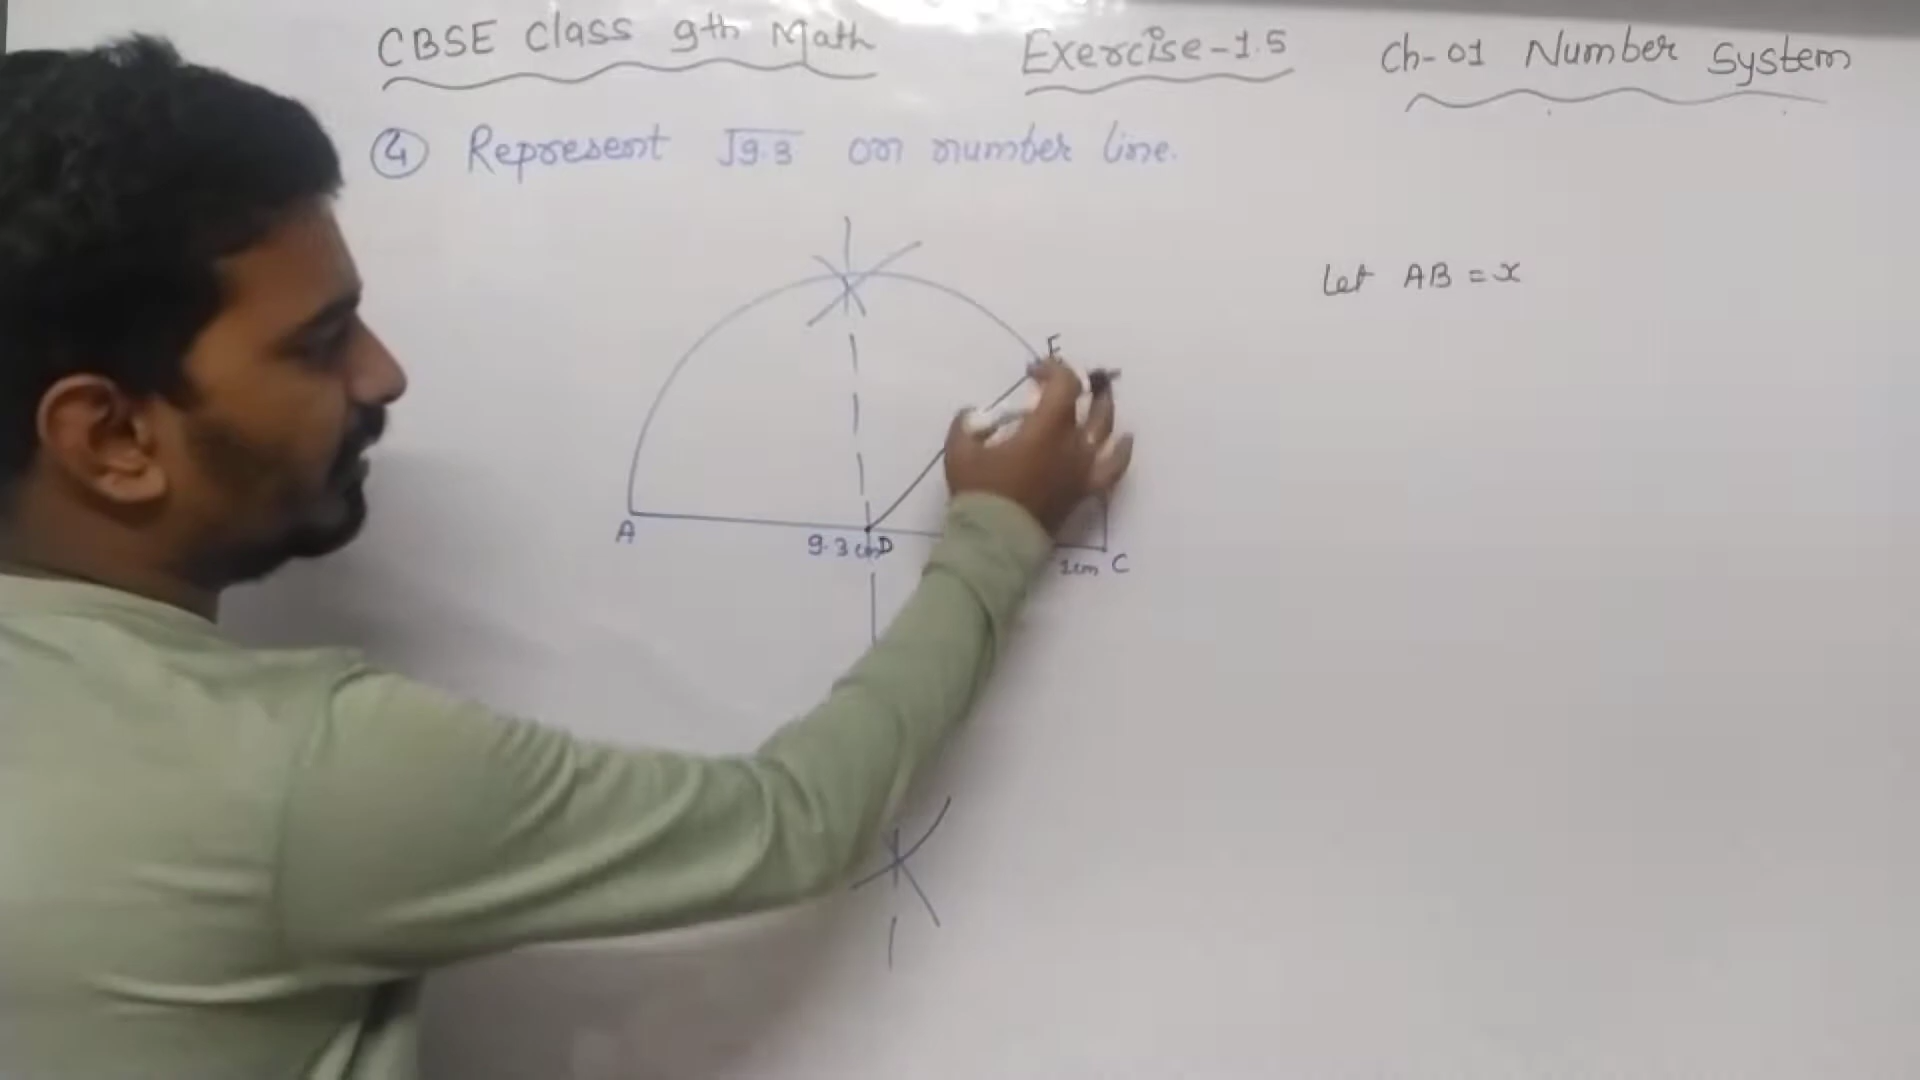 CBSE Class 9th Math Exercise-1.5 Ch-01 Number System
④ Represent √9.3 on number line.
Let AB = x
E
A 9.3 cm D 1cm C